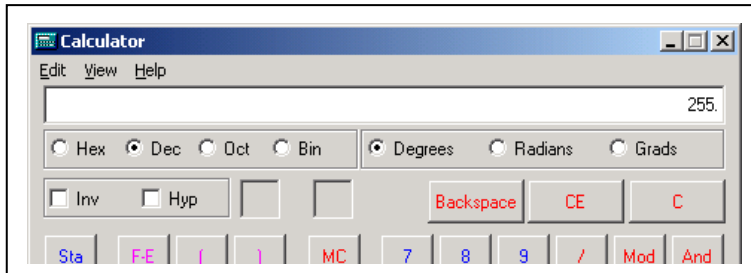 Calculator
Edit View Help
255.
Hex Dec Oct Bin Degrees Radians Grads
Inv Hyp Backspace CE C
Sta F-E ( ) MC 7 8 9 / Mod And